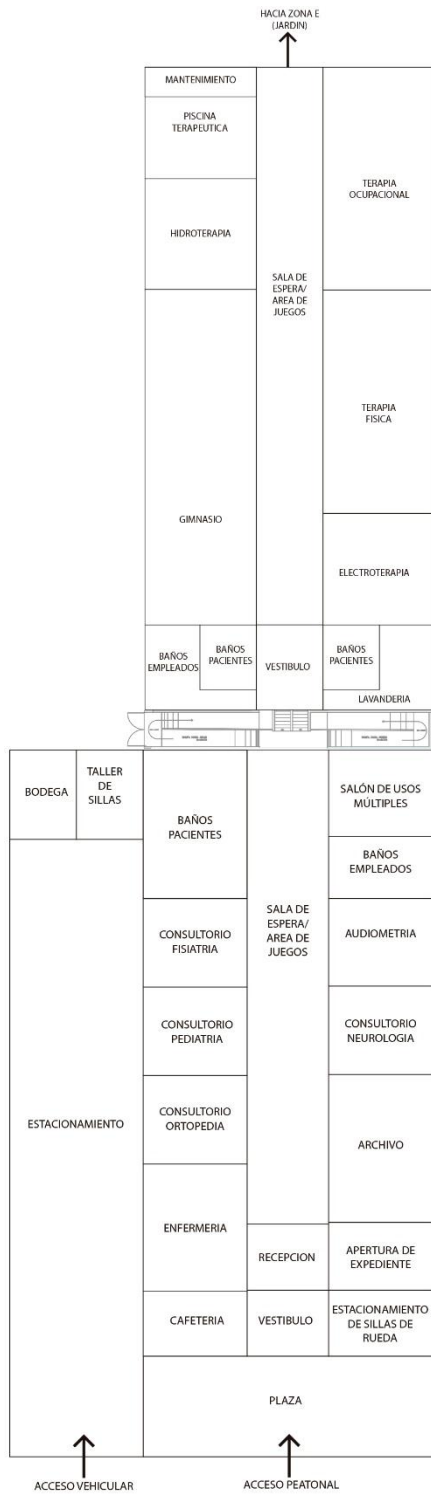 HACIA ZONA E
(JARDIN)
MANTENIMIENTO
PISCINA
TERAPEUTICA
TERAPIA
OCUPACIONAL
HIDROTERAPIA
SALA DE
ESPERA/
AREA DE
JUEGOS
TERAPIA
FISICA
GIMNASIO
ELECTROTERAPIA
BAÑOS
EMPLEADOS
BAÑOS
PACIENTES
VESTIBULO
BAÑOS
PACIENTES
LAVANDERIA
BODEGA
TALLER
DE
SILLAS
BAÑOS
PACIENTES
SALÓN DE USOS
MÚLTIPLES
BAÑOS
EMPLEADOS
SALA DE
ESPERA/
AREA DE
JUEGOS
CONSULTORIO
FISIATRIA
AUDIOMETRIA
CONSULTORIO
PEDIATRIA
CONSULTORIO
NEUROLOGIA
ESTACIONAMIENTO
CONSULTORIO
ORTOPEDIA
ARCHIVO
ENFERMERIA
RECEPCION
APERTURA DE
EXPEDIENTE
CAFETERIA
VESTIBULO
ESTACIONAMIENTO
DE SILLAS DE
RUEDA
PLAZA
ACCESO VEHICULAR
ACCESO PEATONAL